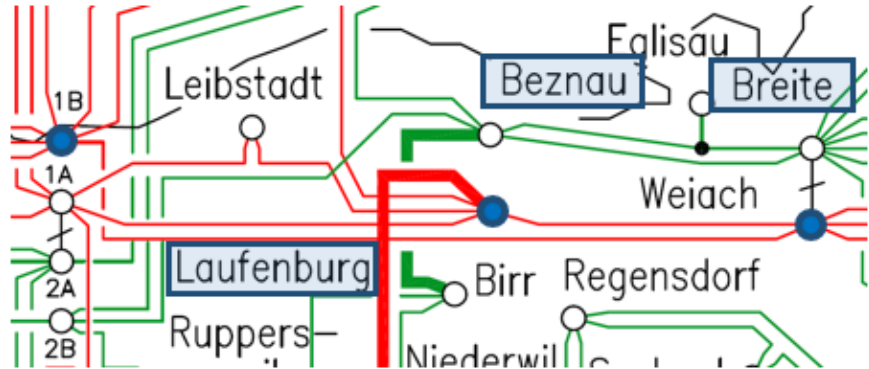 Eglisau
Leibstadt
Beznau
Breite
1B
1A
Weiach
Laufenburg
Birr
Regensdorf
2A
Ruppers-
2B
Niederwil